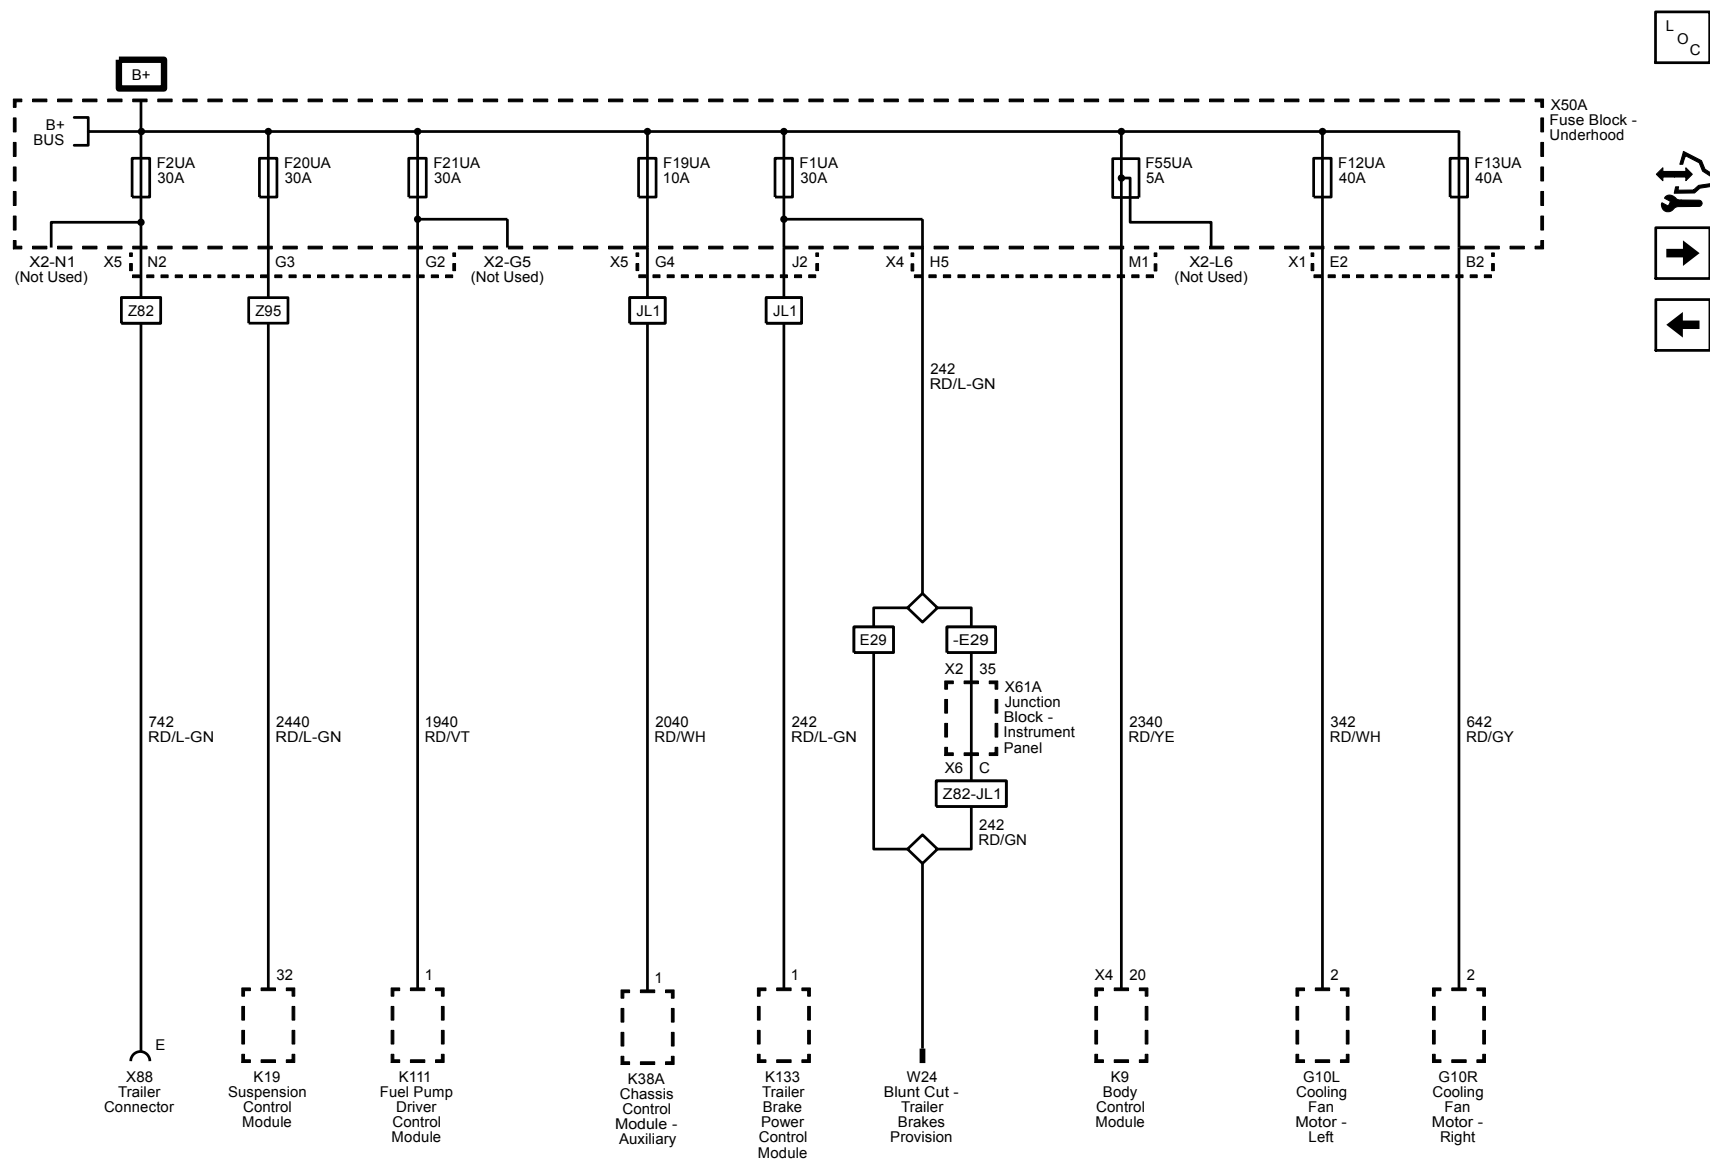 L
O
C
B+
B+
BUS
X50A
Fuse Block -
Underhood
F2UA
30A
F20UA
30A
F21UA
30A
F19UA
10A
F1UA
30A
F55UA
5A
F12UA
40A
F13UA
40A
X2-N1
(Not Used)
X5
N2
G3
G2
X2-G5
(Not Used)
X5
G4
J2
X4
H5
M1
X2-L6
(Not Used)
X1
E2
B2
Z82
Z95
JL1
JL1
242
RD/L-GN
E29
-E29
X2
35
X61A
Junction
Block -
Instrument
Panel
X6
C
Z82-JL1
242
RD/GN
742
RD/L-GN
2440
RD/L-GN
1940
RD/VT
2040
RD/WH
242
RD/L-GN
2340
RD/YE
342
RD/WH
642
RD/GY
E
32
1
1
1
X4
20
2
2
X88
Trailer
Connector
K19
Suspension
Control
Module
K111
Fuel Pump
Driver
Control
Module
K38A
Chassis
Control
Module -
Auxiliary
K133
Trailer
Brake
Power
Control
Module
W24
Blunt Cut -
Trailer
Brakes
Provision
K9
Body
Control
Module
G10L
Cooling
Fan
Motor -
Left
G10R
Cooling
Fan
Motor -
Right